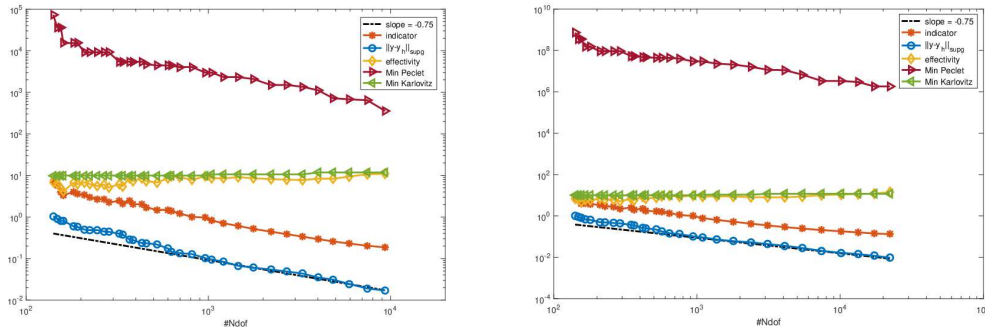 10^5
10^4
10^3
10^2
10^1
10^0
10^-1
10^-2
10^2
10^3
10^4
#Ndof
slope = -0.75
indicator
||y-y_h||_supg
effectivity
Min Peclet
Min Karlovitz
10^10
10^8
10^6
10^4
10^2
10^0
10^-2
10^-4
10^2
10^3
10^4
10^5
#Ndof
slope = -0.75
indicator
||y-y_h||_supg
effectivity
Min Peclet
Min Karlovitz